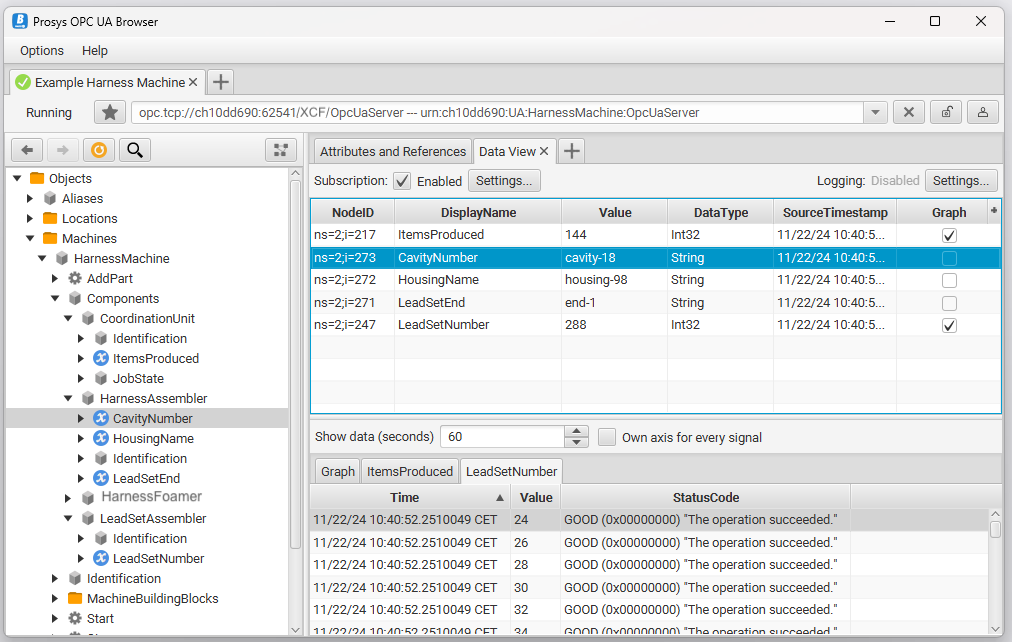 Prosys OPC UA Browser
Options Help
Example Harness Machine
Running opc.tcp://ch10dd690:62541/XCF/OpcUaServer --- urn:ch10dd690:UA:HarnessMachine:OpcUaServer
Objects
Aliases
Locations
Machines
HarnessMachine
AddPart
Components
CoordinationUnit
Identification
ItemsProduced
JobState
HarnessAssembler
CavityNumber
HousingName
Identification
LeadSetEnd
HarnessFoamer
LeadSetAssembler
Identification
LeadSetNumber
Identification
MachineBuildingBlocks
Start
Attributes and References Data View
Subscription: Enabled Settings... Logging: Disabled Settings...
NodeID DisplayName Value DataType SourceTimestamp Graph
ns=2;i=217 ItemsProduced 144 Int32 11/22/24 10:40:5...
ns=2;i=273 CavityNumber cavity-18 String 11/22/24 10:40:5...
ns=2;i=272 HousingName housing-98 String 11/22/24 10:40:5...
ns=2;i=271 LeadSetEnd end-1 String 11/22/24 10:40:5...
ns=2;i=247 LeadSetNumber 288 Int32 11/22/24 10:40:5...
Show data (seconds) 60 Own axis for every signal
Graph ItemsProduced LeadSetNumber
Time Value StatusCode
11/22/24 10:40:52.2510049 CET 24 GOOD (0x00000000) "The operation succeeded."
11/22/24 10:40:52.2510049 CET 26 GOOD (0x00000000) "The operation succeeded."
11/22/24 10:40:52.2510049 CET 28 GOOD (0x00000000) "The operation succeeded."
11/22/24 10:40:52.2510049 CET 30 GOOD (0x00000000) "The operation succeeded."
11/22/24 10:40:52.2510049 CET 32 GOOD (0x00000000) "The operation succeeded."
11/22/24 10:40:52.2510049 CET 34 GOOD (0x00000000) "The operation succeeded."